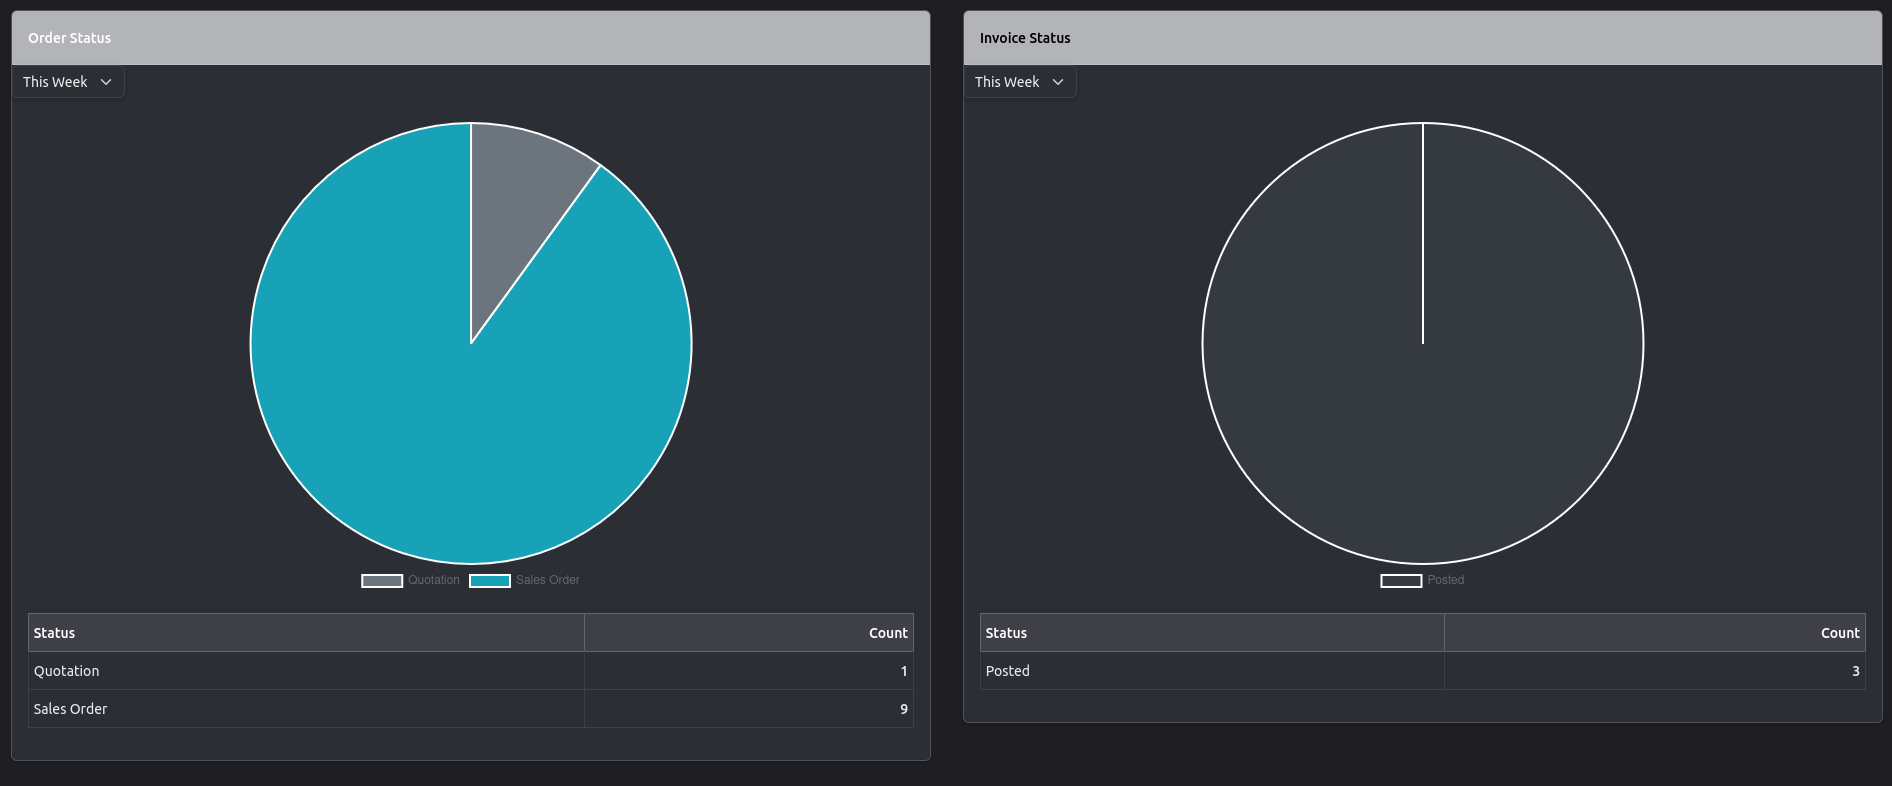 Order Status
This Week
Quotation Sales Order
Status Count
Quotation 1
Sales Order 9
Invoice Status
This Week
Posted
Status Count
Posted 3